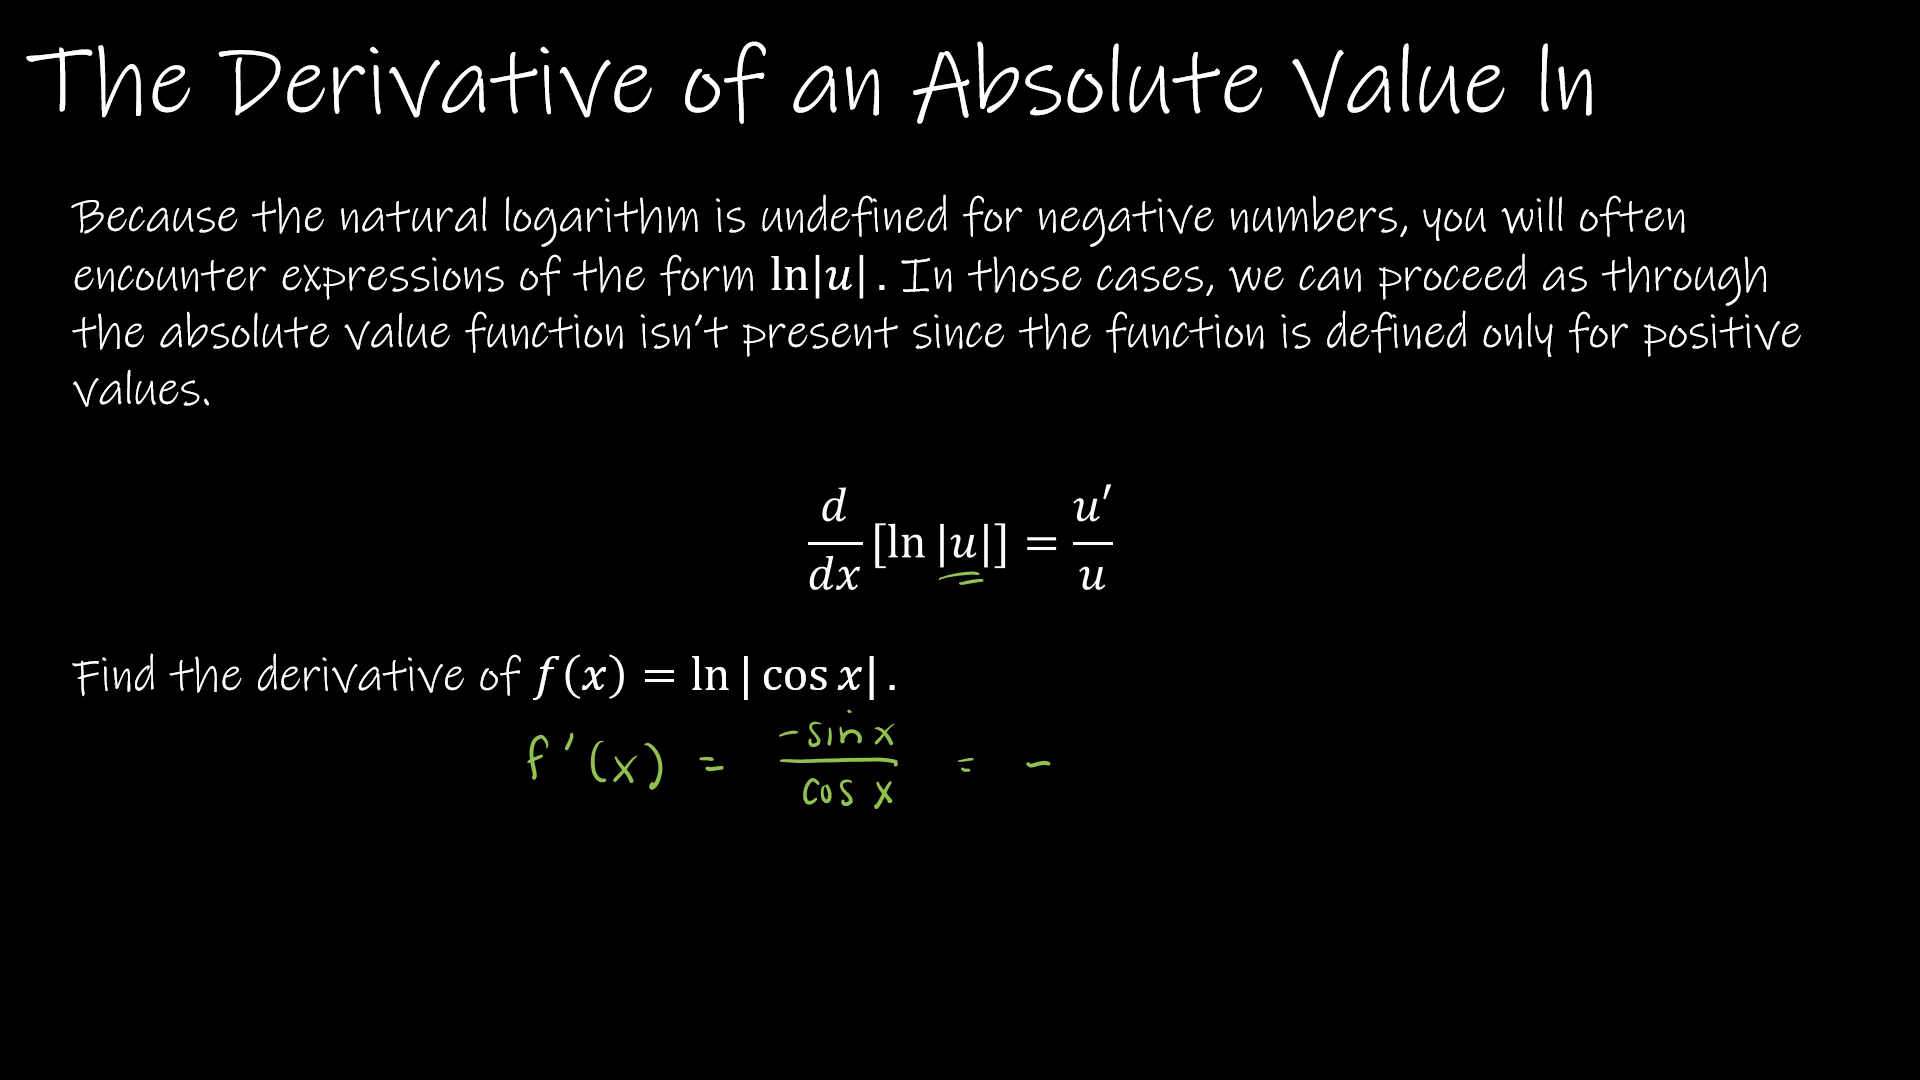 The Derivative of an Absolute Value ln
Because the natural logarithm is undefined for negative numbers, you will often
encounter expressions of the form ln|u|. In those cases, we can proceed as through
the absolute value function isn't present since the function is defined only for positive
values.
d/dx [ln |u|] = u′/u
Find the derivative of f(x) = ln | cos x|.
f'(x) = -sin x / cos x = -